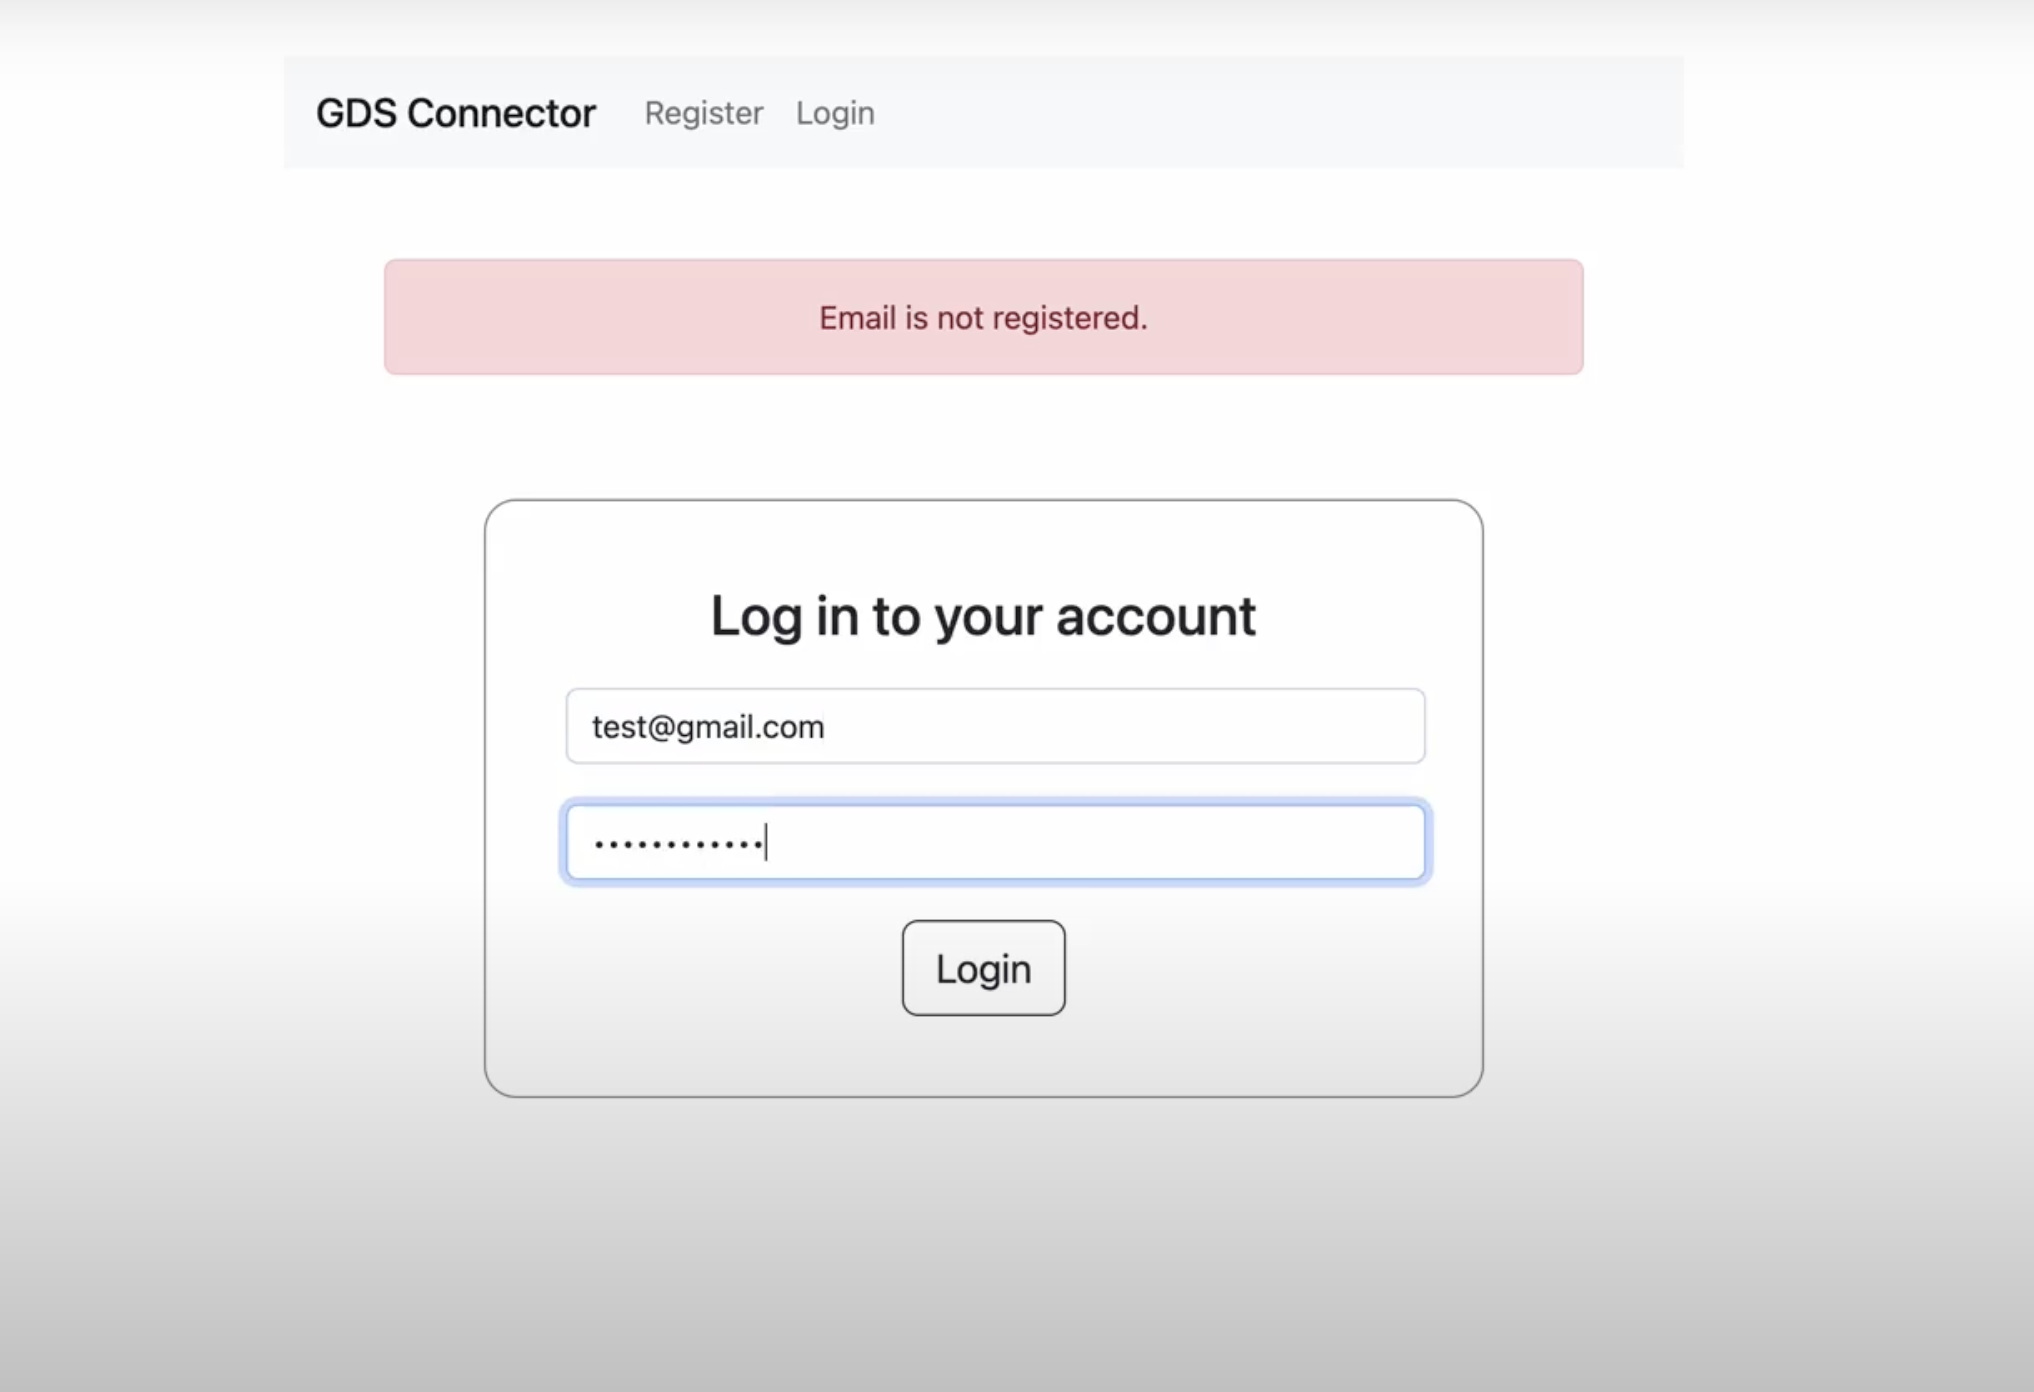 GDS Connector Register Login
Email is not registered.
Log in to your account
test@gmail.com
••••••••••••
Login